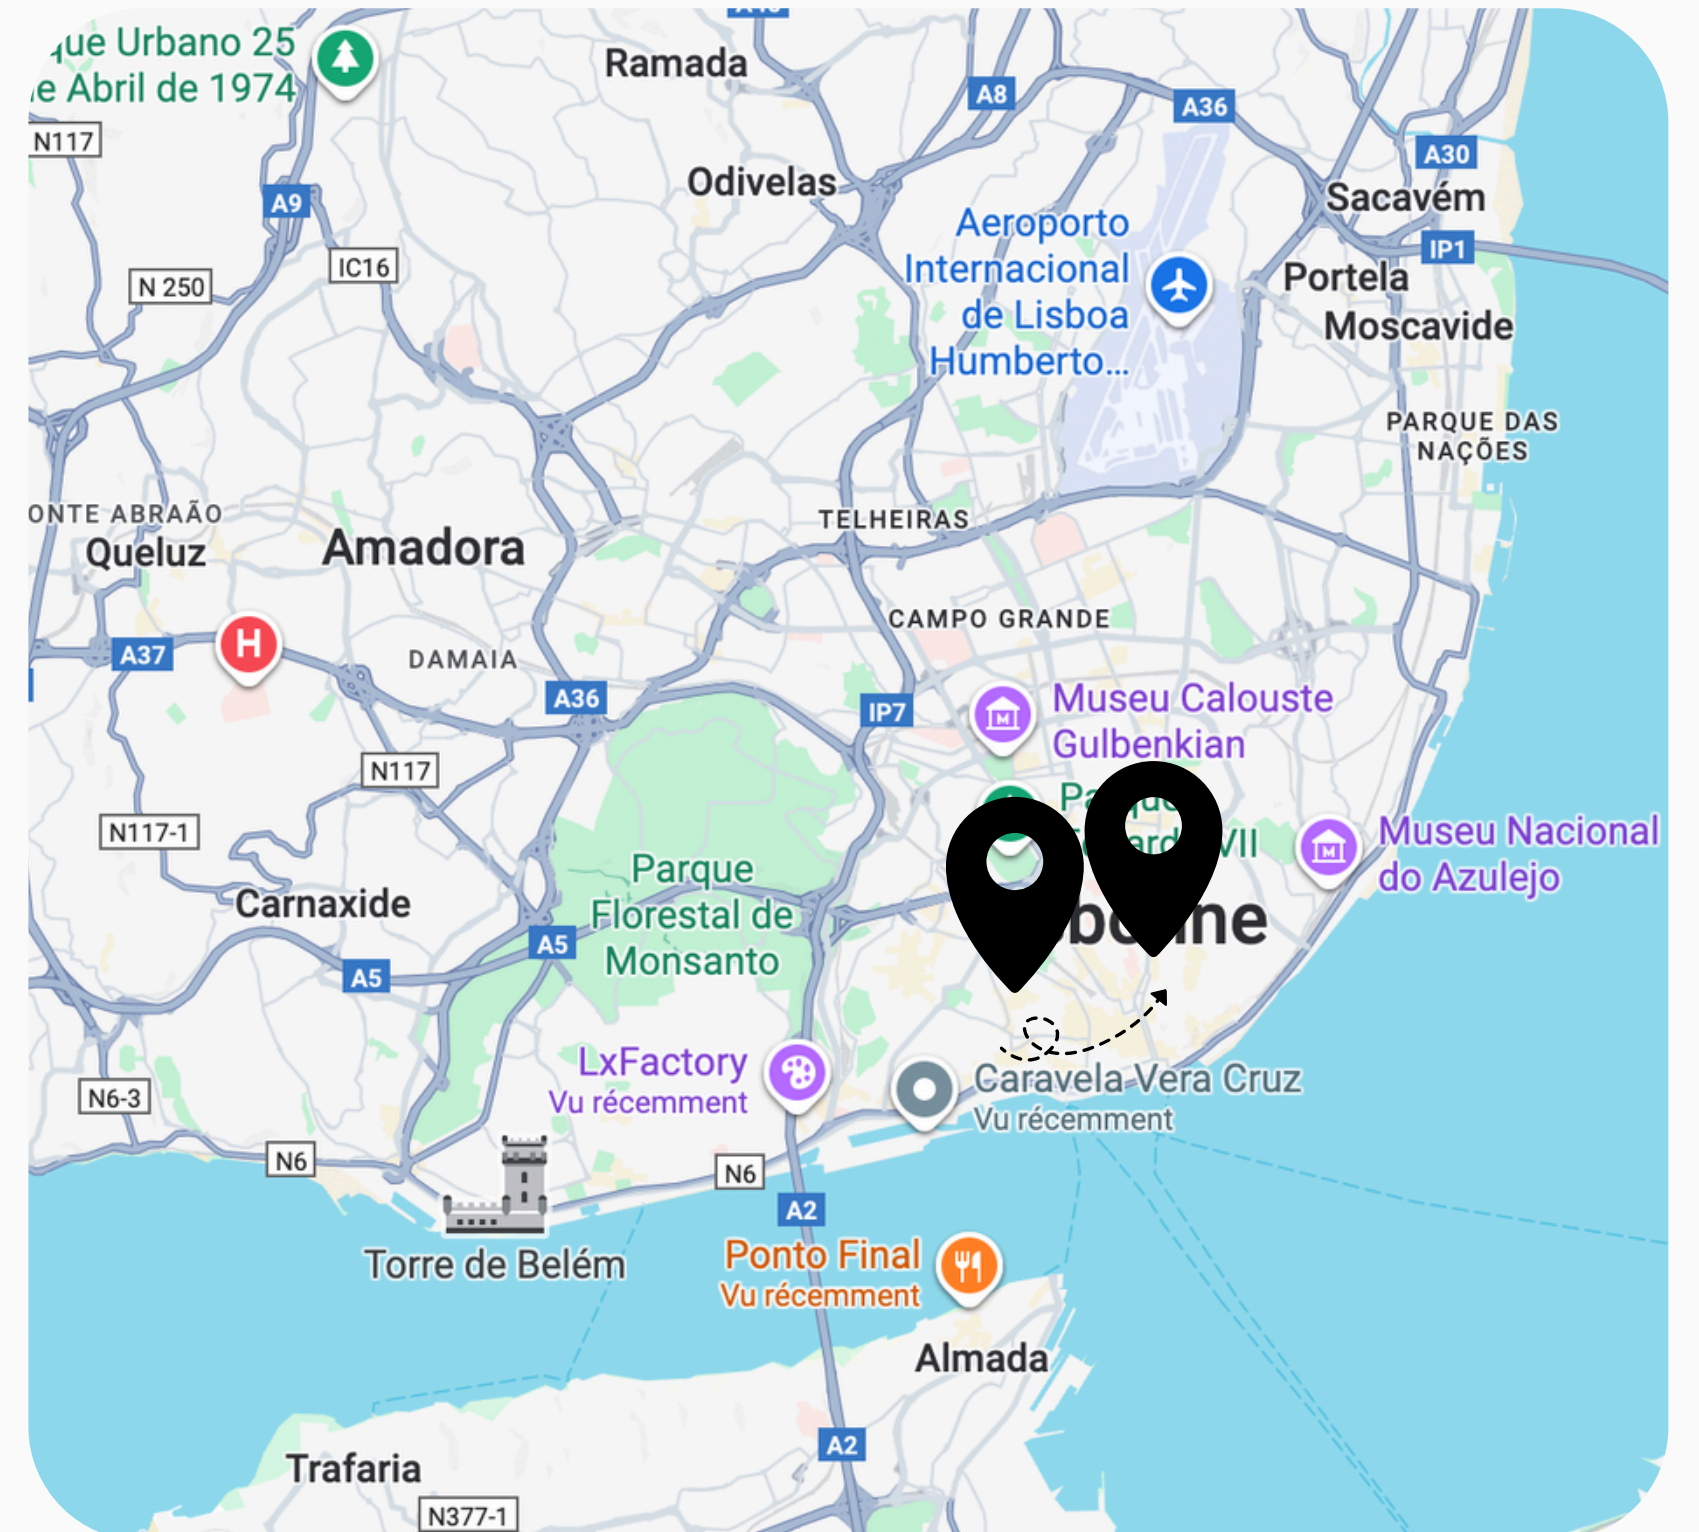 que Urbano 25
e Abril de 1974
Ramada
A8
A36
N117
A30
A9
Odivelas
Sacavém
Aeroporto
Internacional
de Lisboa
Humberto...
IP1
IC16
N 250
Portela
Moscavide
PARQUE DAS
NAÇÕES
ONTE ABRAÃO
Queluz
Amadora
TELHEIRAS
CAMPO GRANDE
H
A37
DAMAIA
A36
IP7
Museu Calouste
Gulbenkian
N117
N117-1
Museu Nacional
do Azulejo
VII
Parque
Florestal de
Monsanto
Carnaxide
A5
A5
LxFactory
Vu récemment
Caravela Vera Cruz
Vu récemment
N6-3
N6
N6
A2
Torre de Belém
Ponto Final
Vu récemment
Almada
A2
Trafaria
N377-1